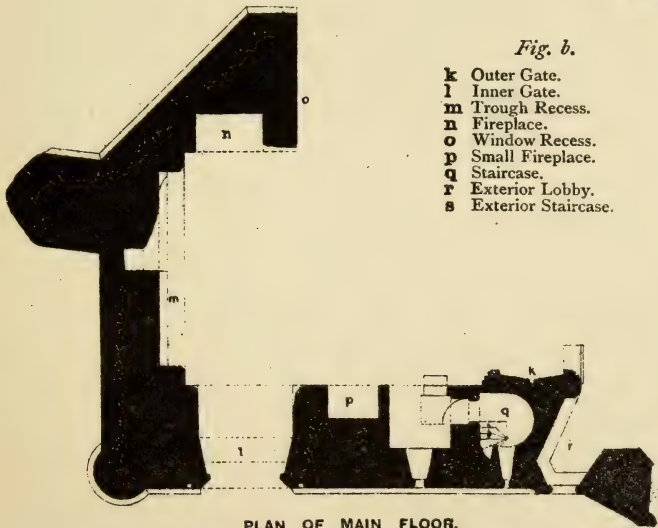 Fig. b.
k Outer Gate.
l Inner Gate.
m Trough Recess.
n Fireplace.
o Window Recess.
p Small Fireplace.
q Staircase.
r Exterior Lobby.
s Exterior Staircase.
o
n
m
k
p
q
l
r
PLAN OF MAIN FLOOR.